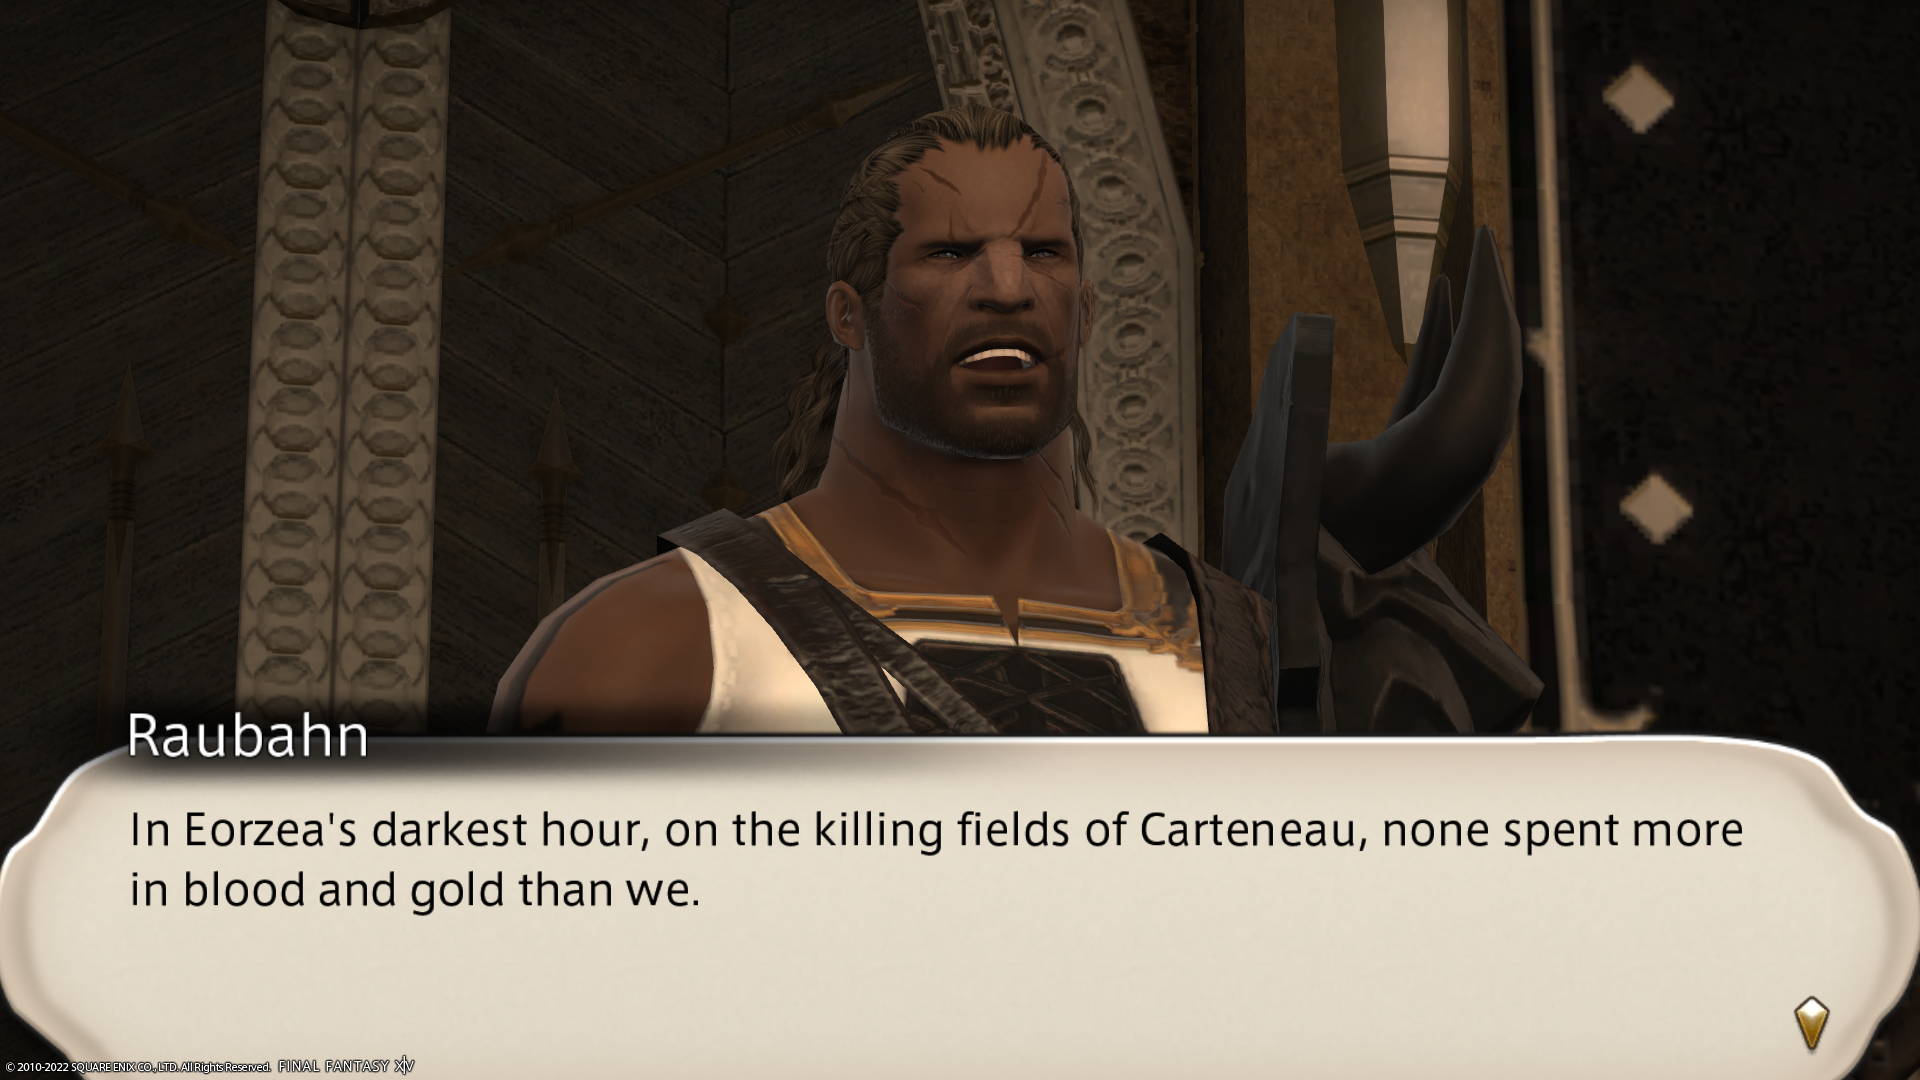 Raubahn
In Eorzea's darkest hour, on the killing fields of Carteneau, none spent more
in blood and gold than we.
© 2010-2022 SQUARE ENIX CO., LTD. All Rights Reserved. FINAL FANTASY XIV